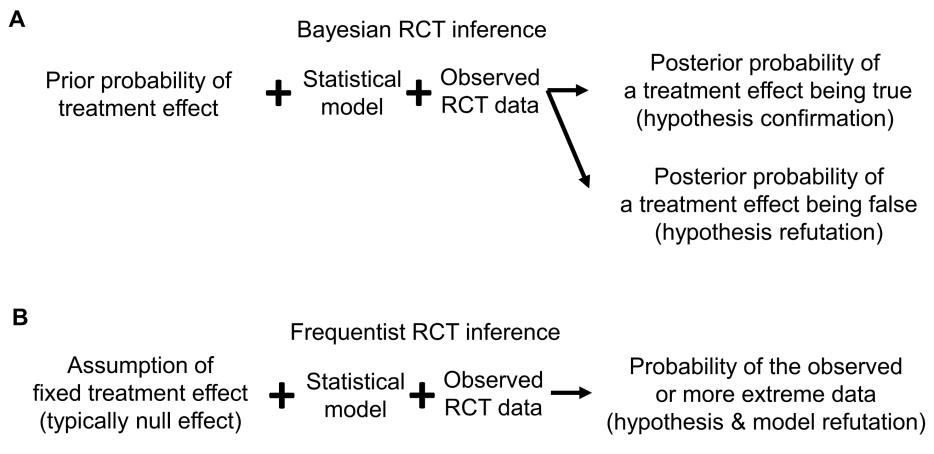 A
Bayesian RCT inference
Prior probability of
treatment effect
+
Statistical
model
+
Observed
RCT data
Posterior probability of
a treatment effect being true
(hypothesis confirmation)
Posterior probability of
a treatment effect being false
(hypothesis refutation)
B
Frequentist RCT inference
Assumption of
fixed treatment effect
(typically null effect)
+
Statistical
model
+
Observed
RCT data
Probability of the observed
or more extreme data
(hypothesis & model refutation)